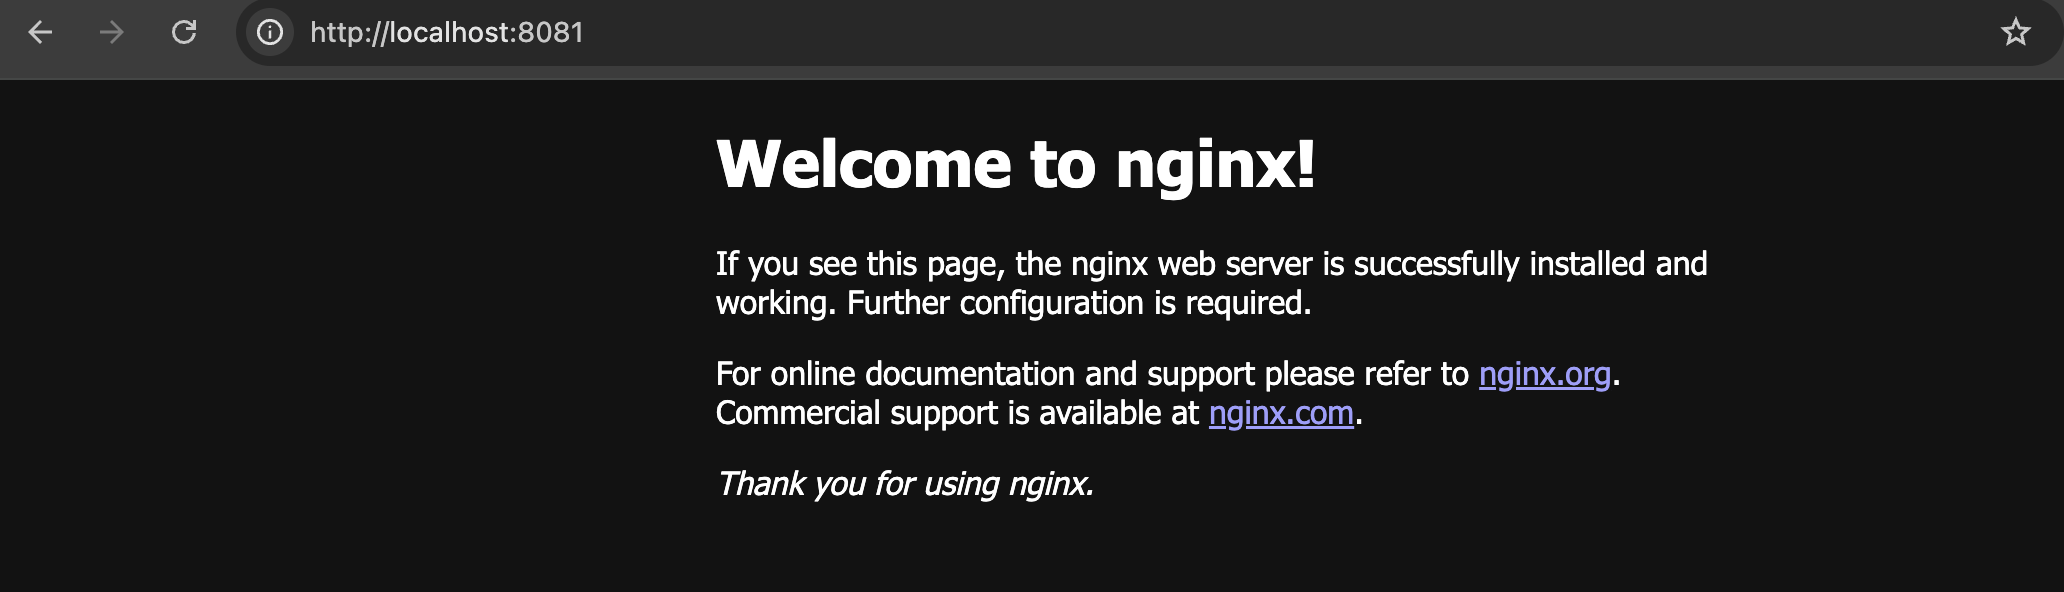 http://localhost:8081
Welcome to nginx!
If you see this page, the nginx web server is successfully installed and
working. Further configuration is required.
For online documentation and support please refer to nginx.org.
Commercial support is available at nginx.com.
Thank you for using nginx.